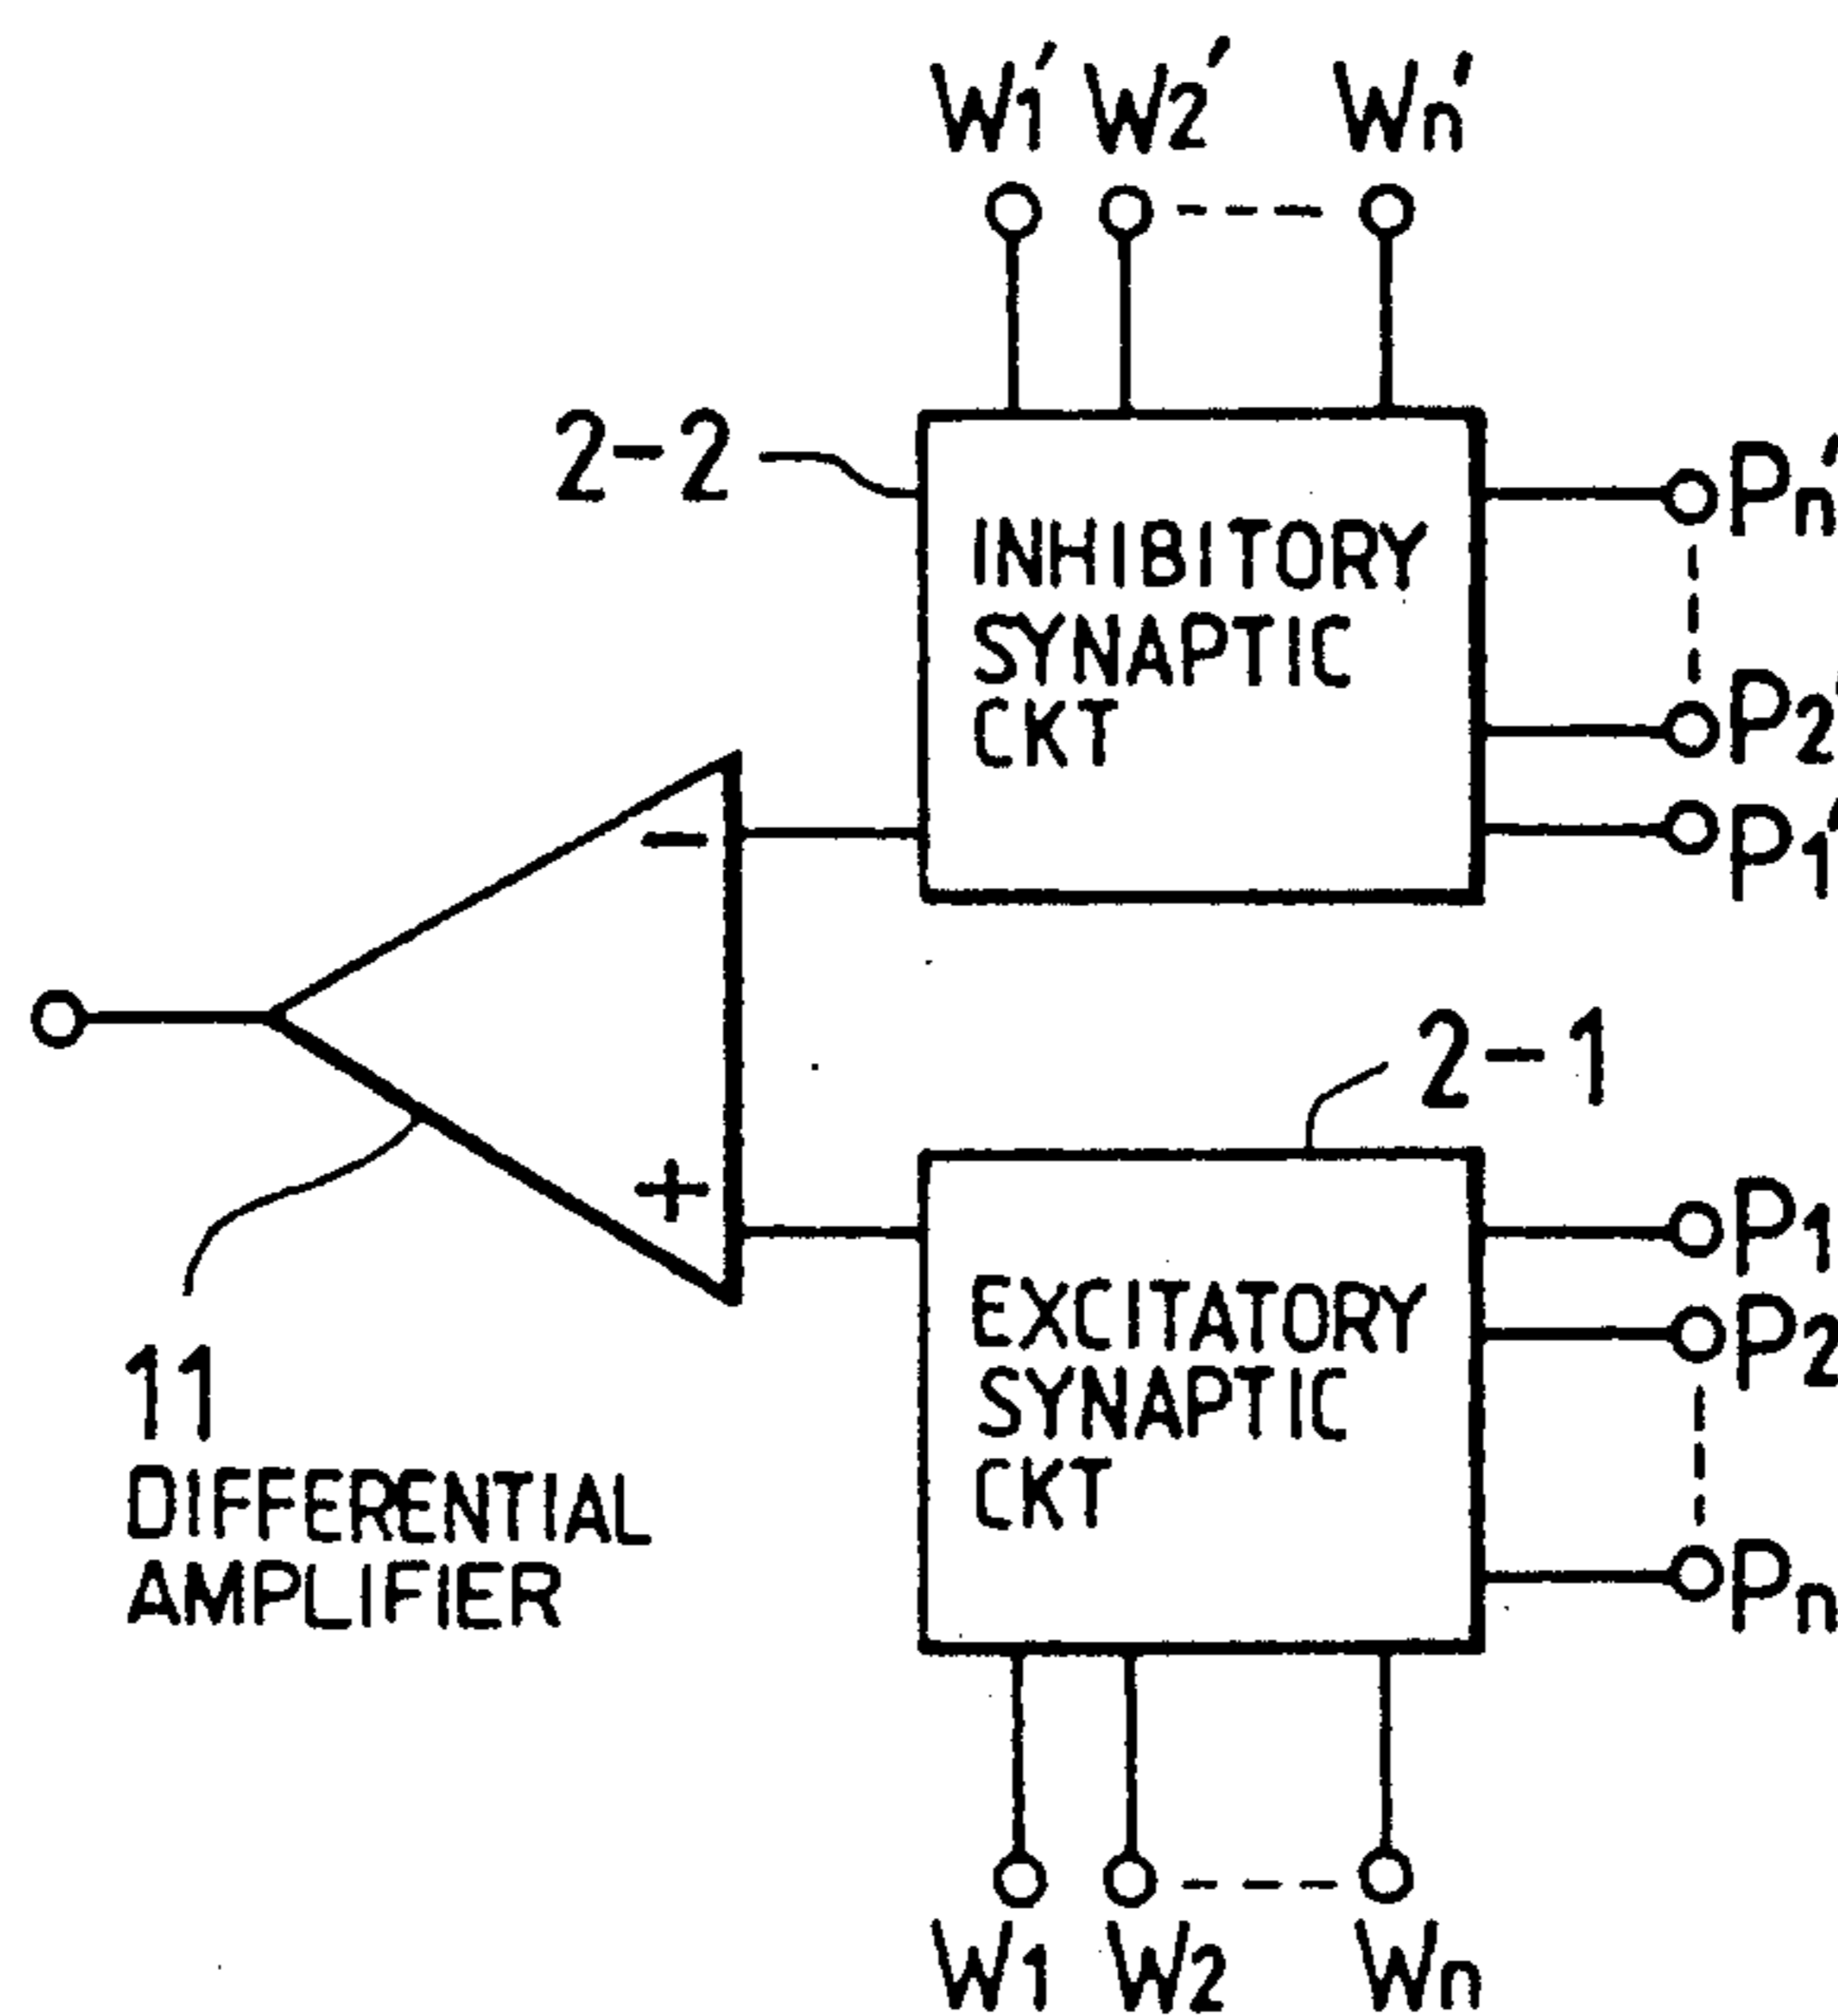 W1' W2' Wn'
2-2
INHIBITORY
SYNAPTIC
CKT
Pn'
P2'
P1'
-
+
2-1
EXCITATORY
SYNAPTIC
CKT
P1
P2
Pn
11
DIFFERENTIAL
AMPLIFIER
W1 W2 Wn